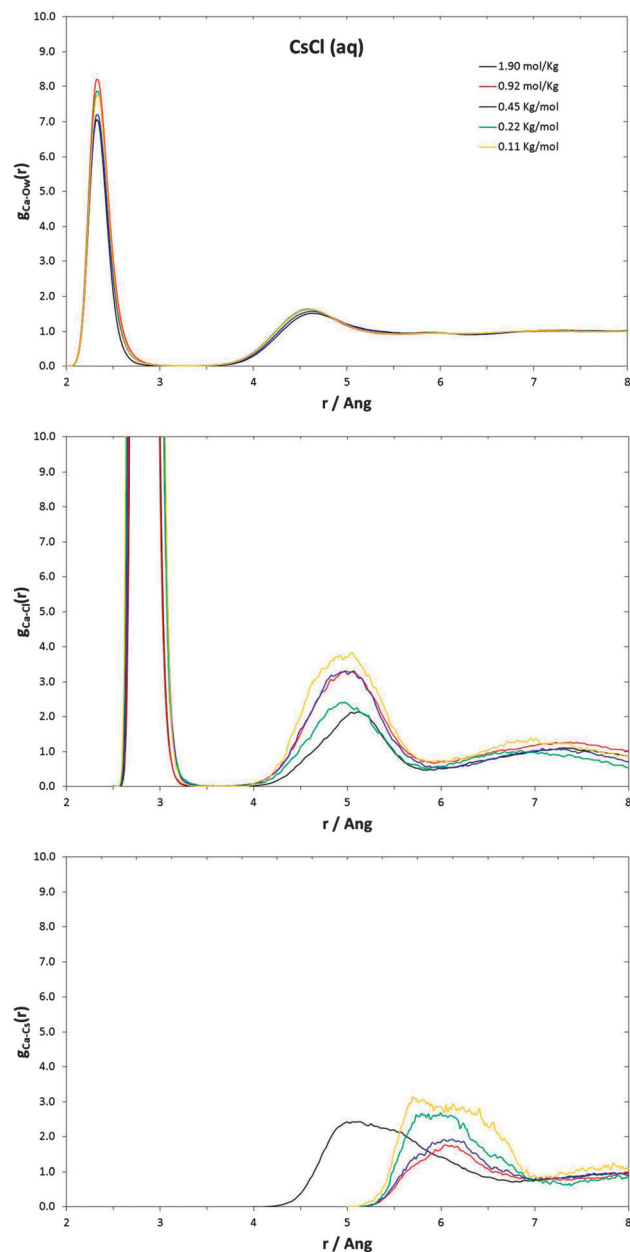 CsCl (aq)
1.90 mol/Kg
0.92 mol/Kg
0.45 Kg/mol
0.22 Kg/mol
0.11 Kg/mol
10.0
9.0
8.0
7.0
6.0
5.0
4.0
3.0
2.0
1.0
0.0
gCa-Ow(r)
2 3 4 5 6 7 8
r / Ang
10.0
9.0
8.0
7.0
6.0
5.0
4.0
3.0
2.0
1.0
0.0
gCa-Cl(r)
2 3 4 5 6 7 8
r / Ang
10.0
9.0
8.0
7.0
6.0
5.0
4.0
3.0
2.0
1.0
0.0
gCa-Cs(r)
2 3 4 5 6 7 8
r / Ang